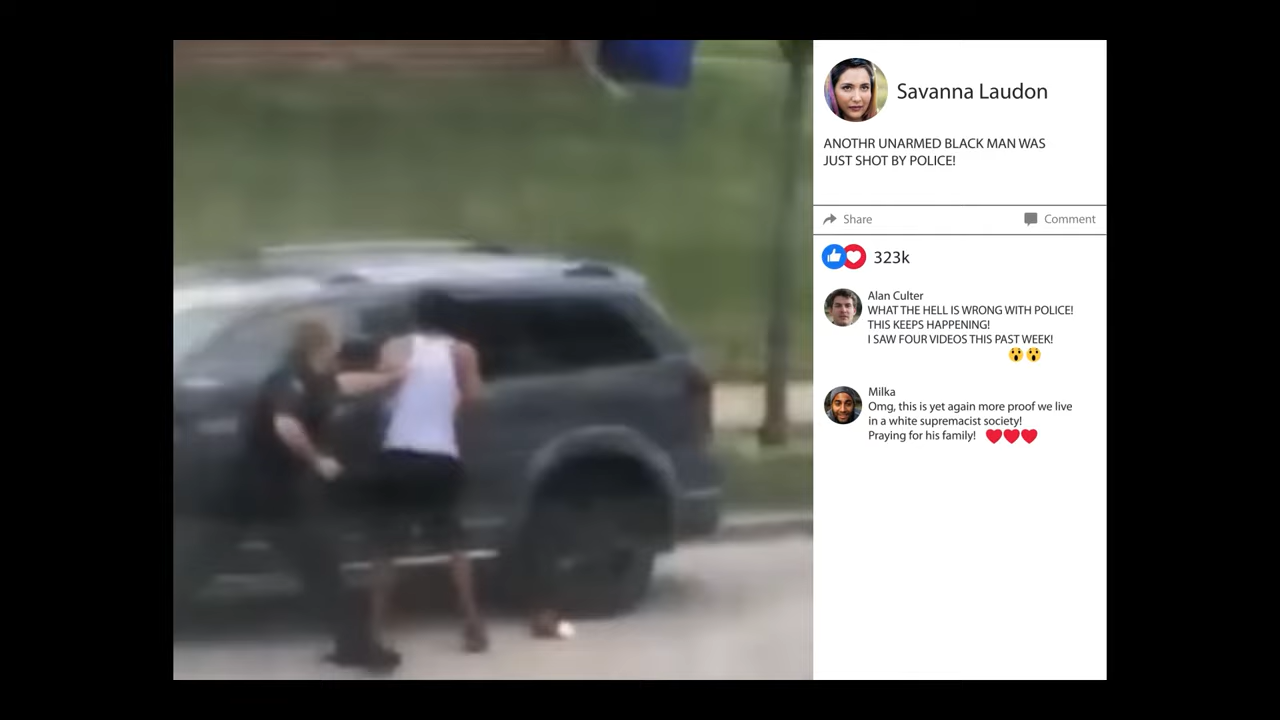 Savanna Laudon
ANOTHR UNARMED BLACK MAN WAS
JUST SHOT BY POLICE!
Share
Comment
323k
Alan Culter
WHAT THE HELL IS WRONG WITH POLICE!
THIS KEEPS HAPPENING!
I SAW FOUR VIDEOS THIS PAST WEEK!
Milka
Omg, this is yet again more proof we live
in a white supremacist society!
Praying for his family!